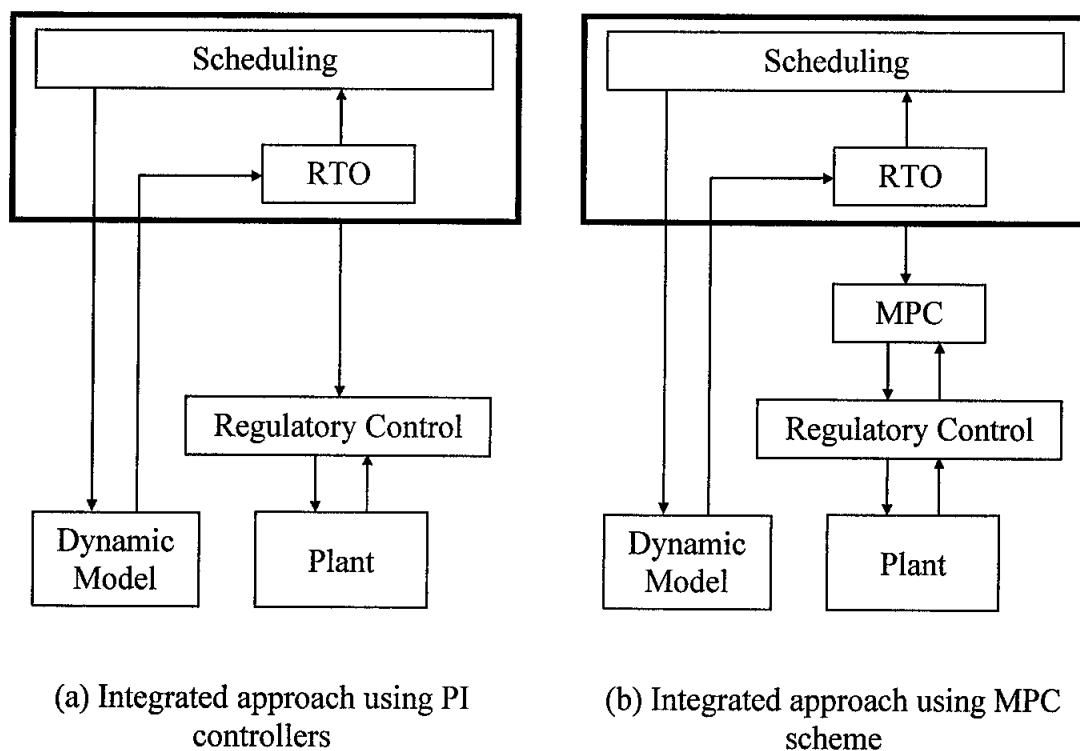 Scheduling
RTO
Regulatory Control
Dynamic
Model
Plant
(a) Integrated approach using PI
controllers
Scheduling
RTO
MPC
Regulatory Control
Dynamic
Model
Plant
(b) Integrated approach using MPC
scheme